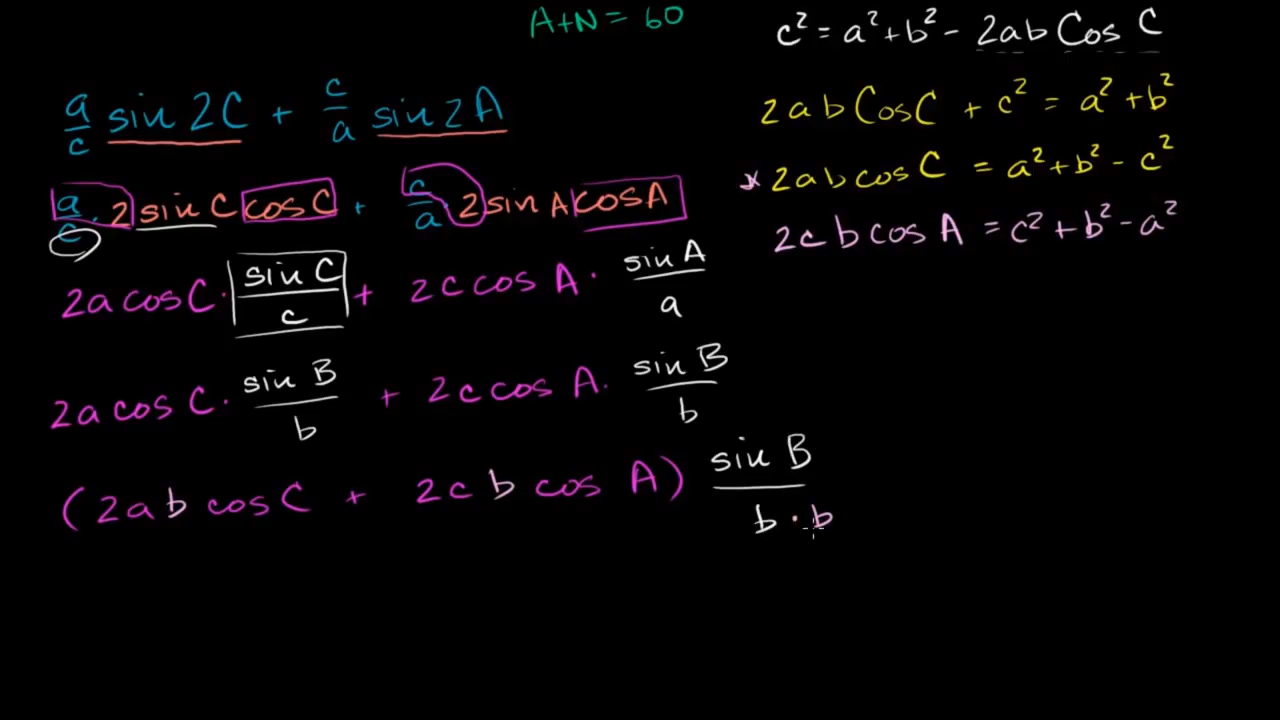 A+N = 60
a/c sin 2C + c/a sin 2A
a/c · 2 sin C cos C + c/a 2 sin A cos A
2a cos C · sin C/c + 2c cos A · sin A/a
2a cos C · sin B/b + 2c cos A · sin B/b
(2ab cos C + 2cb cos A) sin B/b · b
c² = a² + b² - 2ab Cos C
2ab Cos C + c² = a² + b²
* 2ab cos C = a² + b² - c²
2cb cos A = c² + b² - a²